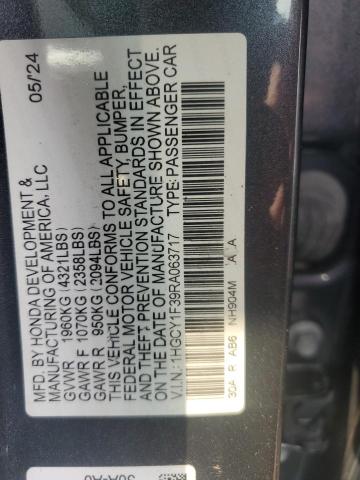 MFD. BY HONDA DEVELOPMENT & 05/24
MANUFACTURING OF AMERICA, LLC
GVWR 1960KG (4321LBS)
GAWR F 1070KG (2358LBS)
GAWR R 950KG (2094LBS)
THIS VEHICLE CONFORMS TO ALL APPLICABLE
FEDERAL MOTOR VEHICLE SAFETY, BUMPER,
AND THEFT PREVENTION STANDARDS IN EFFECT
ON THE DATE OF MANUFACTURE SHOWN ABOVE.
V.I.N.: 1HGCY1F39RA063717 TYPE: PASSENGER CAR
30A R AB6 NH904M A A